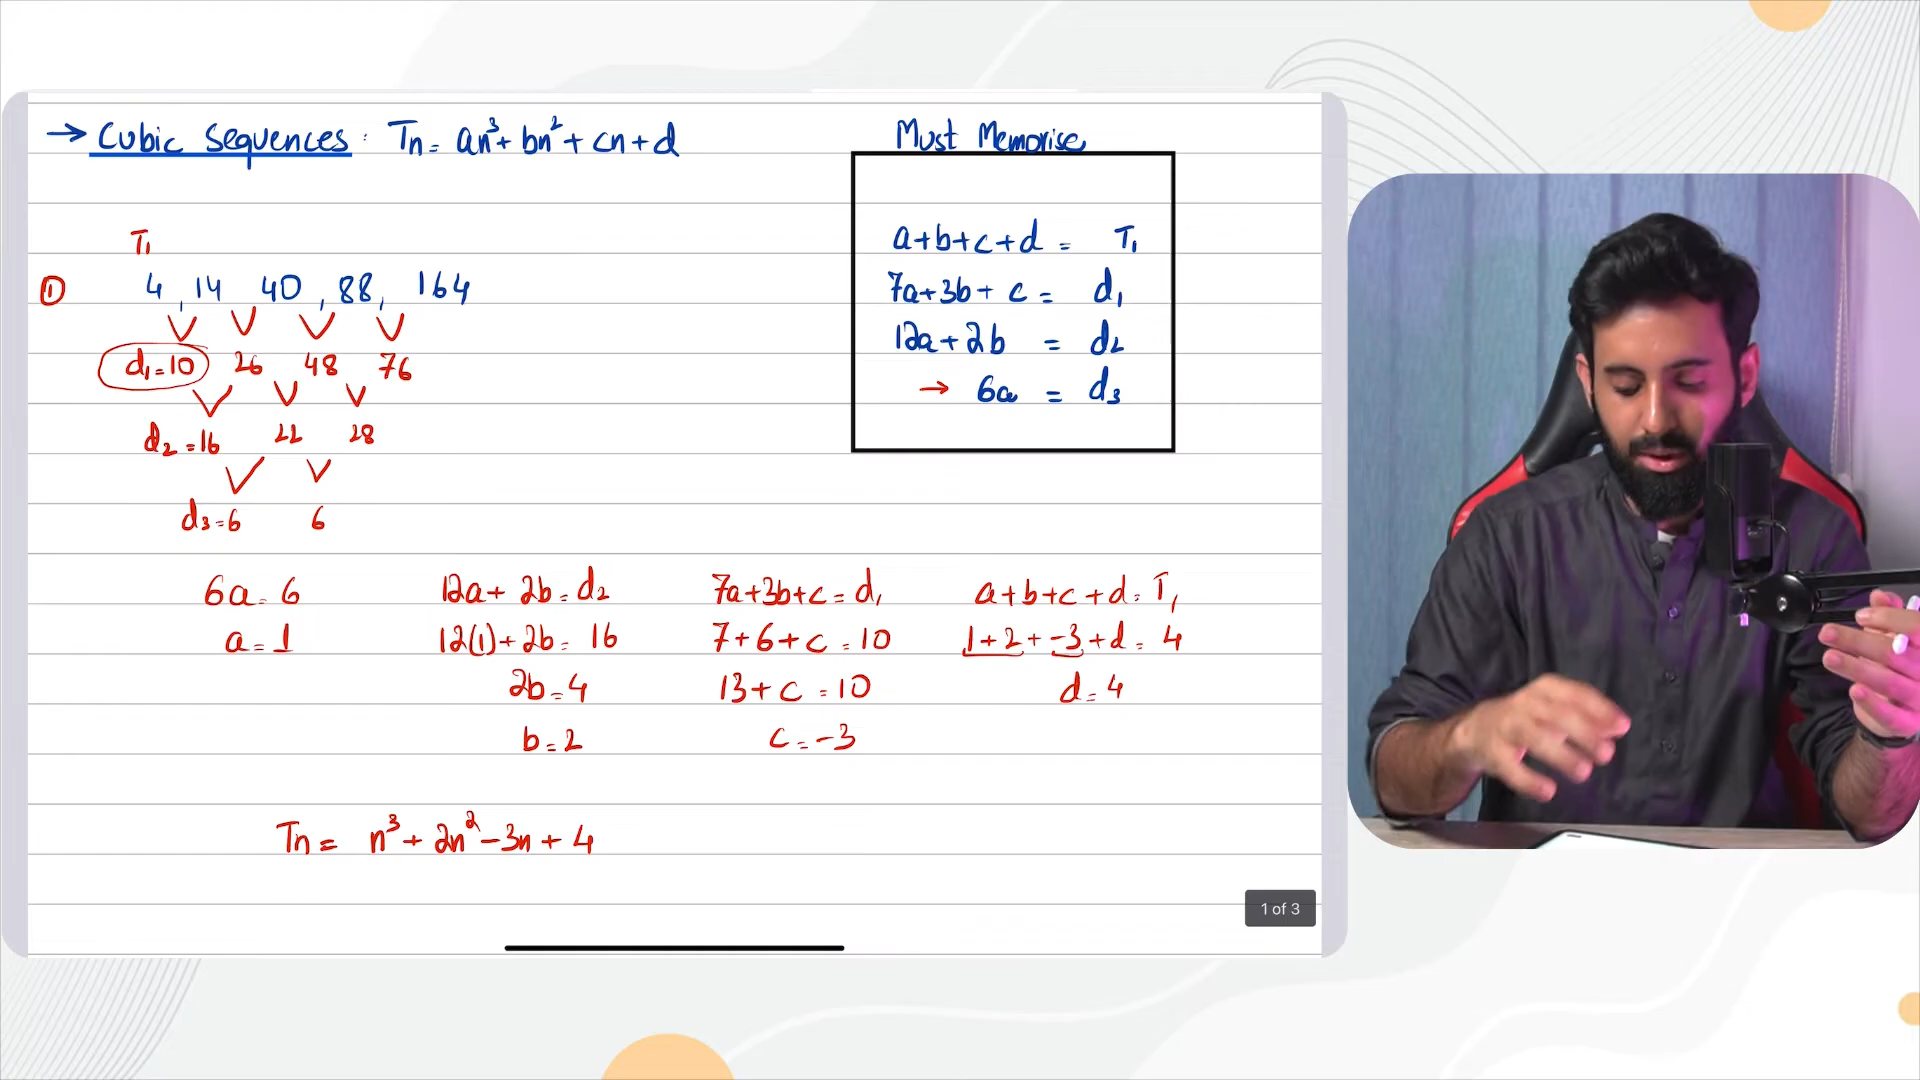 → Cubic Sequences : Tn = an³ + bn² + cn + d
Must Memorise
a+b+c+d = T₁
7a+3b+c = d₁
12a+2b = d₂
→ 6a = d₃
T₁
① 4, 14 40, 88, 164
d₁=10 26 48 76
d₂=16 22 28
d₃=6 6
6a=6 12a+2b=d₂ 7a+3b+c=d₁ a+b+c+d=T₁
a=1 12(1)+2b=16 7+6+c=10 1+2+-3+d=4
2b=4 13+c=10 d=4
b=2 c=-3
Tn = n³+2n²-3n+4
1 of 3